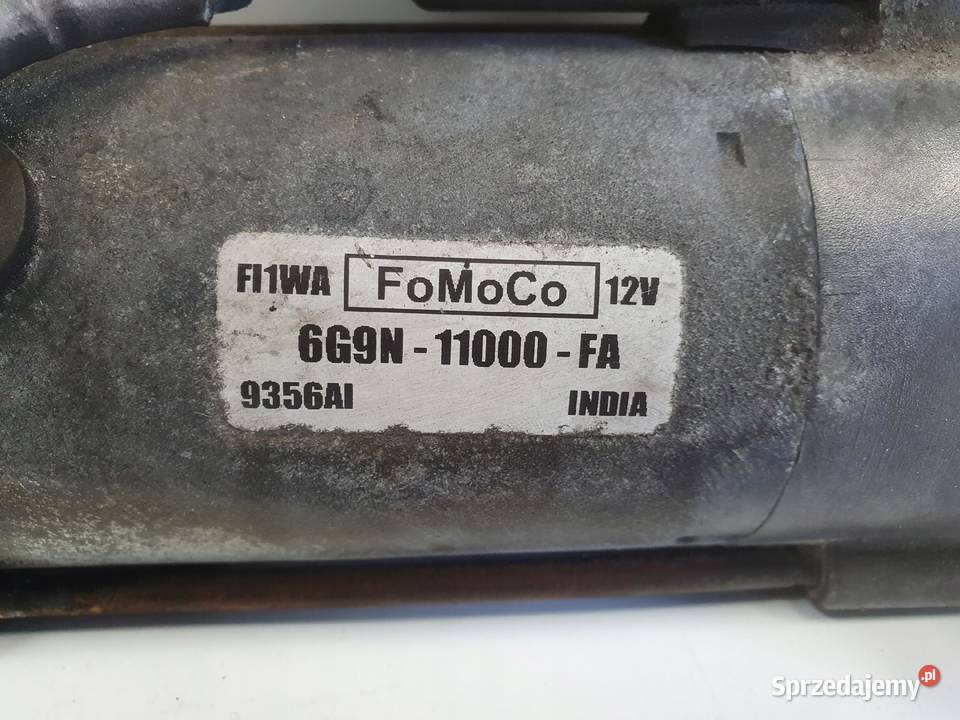 FI1WA FoMoCo 12V
6G9N - 11000 - FA
9356AI INDIA
Sprzedajemy.pl